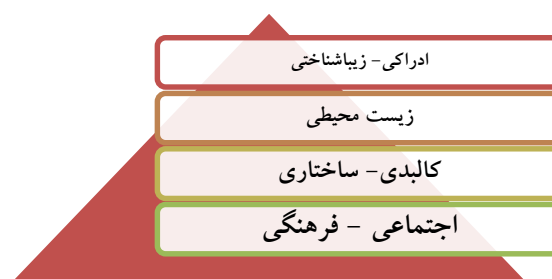 ادراکی- زیباشناختی
زیست محیطی
کالبدی- ساختاری
اجتماعی - فرهنگی